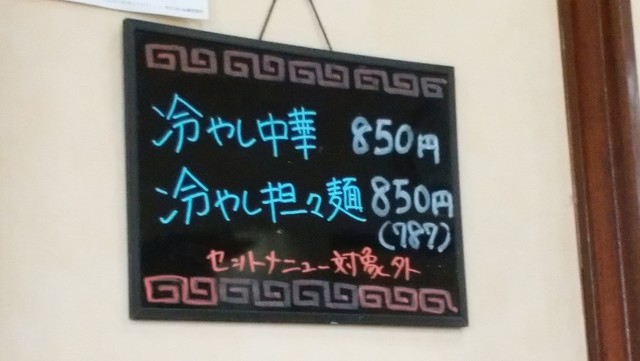 冷やし中華 850円
冷やし担々麺 850円
(787)
セットメニュー対象外